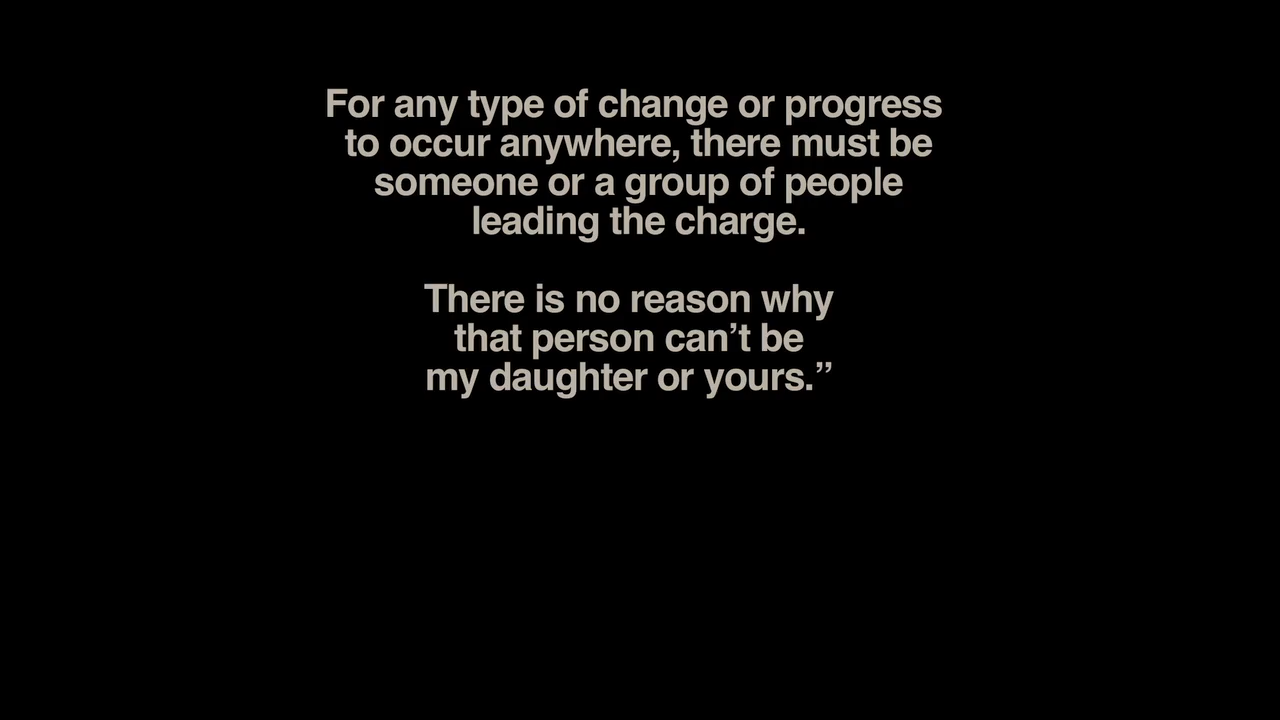 For any type of change or progress
to occur anywhere, there must be
someone or a group of people
leading the charge.
There is no reason why
that person can’t be
my daughter or yours.”